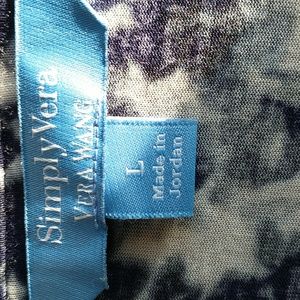 SimplyVera
VERA WANG
L
Made in
Jordan